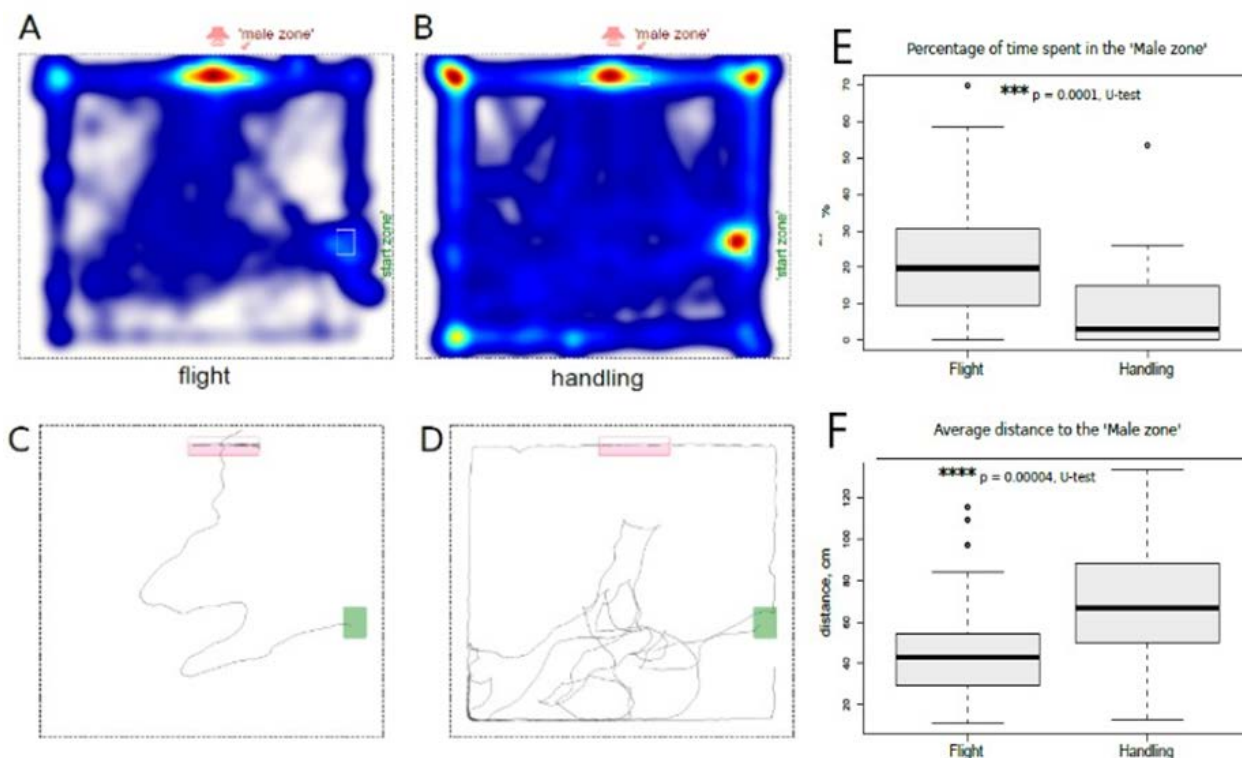 A
'male zone'
'start zone'
flight
B
'male zone'
'start zone'
handling
C
D
E
Percentage of time spent in the 'Male zone'
*** p = 0.0001, U-test
%
70
60
50
40
30
20
10
0
Flight
Handling
F
Average distance to the 'Male zone'
**** p = 0.00004, U-test
distance, cm
120
100
80
60
40
20
Flight
Handling